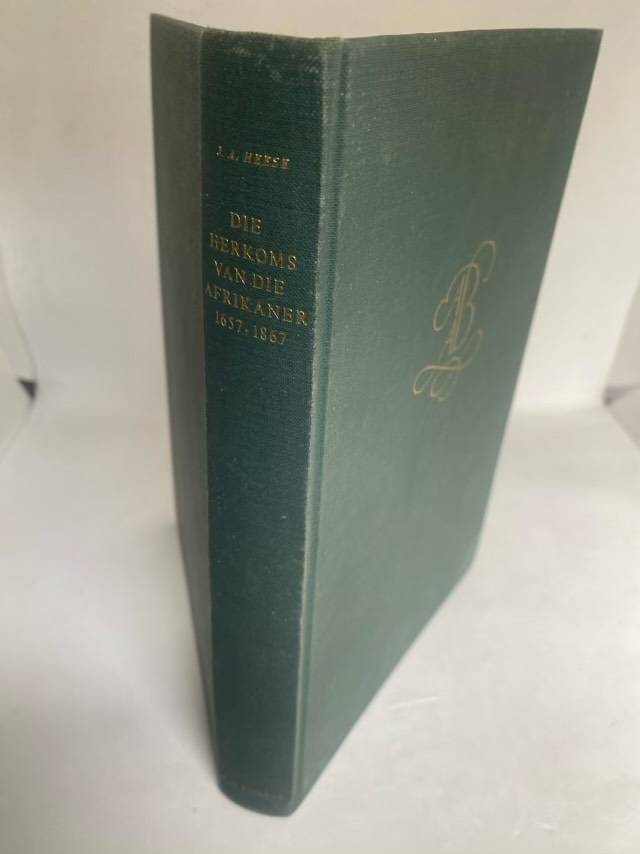 J. A. HEESE
DIE
HERKOMS
VAN DIE
AFRIKANER
1657-1867
B